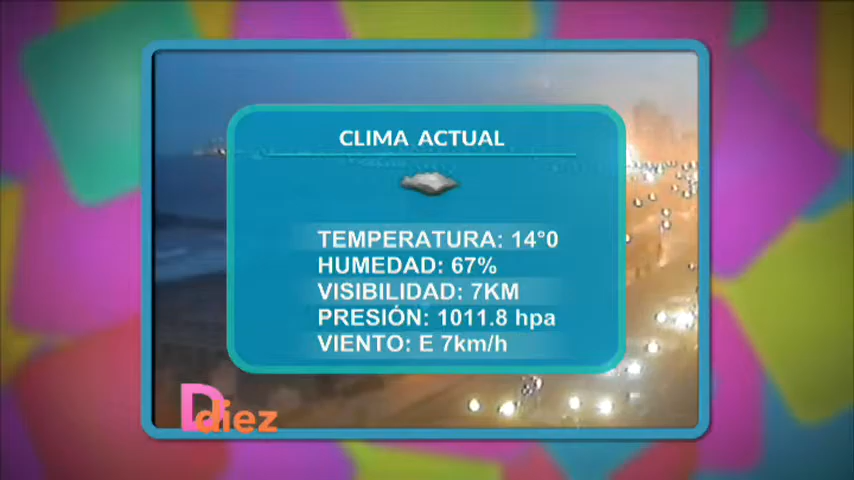 CLIMA ACTUAL
TEMPERATURA: 14°0
HUMEDAD: 67%
VISIBILIDAD: 7KM
PRESIÓN: 1011.8 hpa
VIENTO: E 7km/h
Ddiez